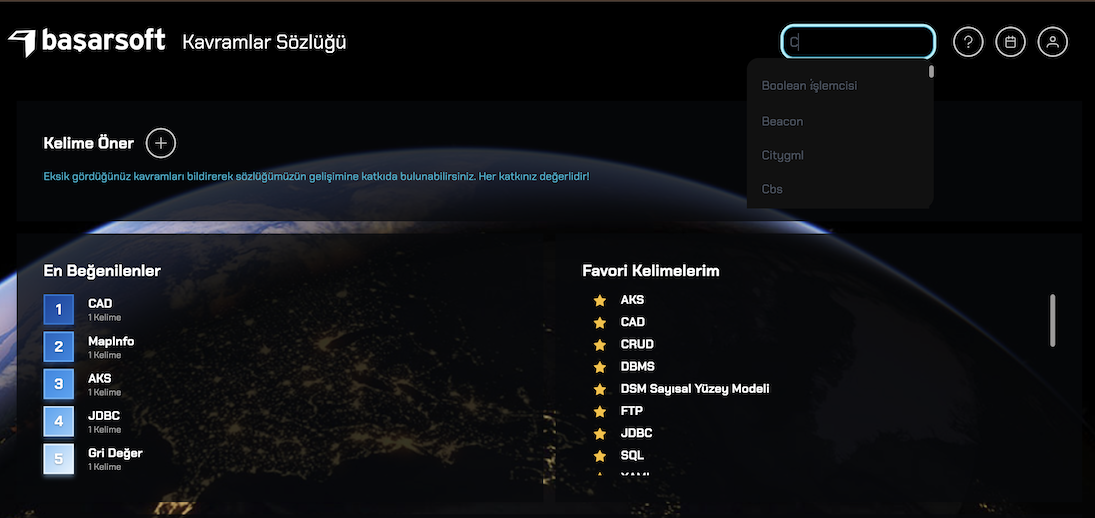 başarsoft Kavramlar Sözlüğü
C
Boolean işlemcisi
Beacon
Citygml
Cbs
Kelime Öner
Eksik gördüğünüz kavramları bildirerek sözlüğümüzün gelişimine katkıda bulunabilirsiniz. Her katkınız değerlidir!
En Beğenilenler
1 CAD
1 Kelime
2 MapInfo
1 Kelime
3 AKS
1 Kelime
4 JDBC
1 Kelime
5 Gri Değer
1 Kelime
Favori Kelimelerim
AKS
CAD
CRUD
DBMS
DSM Sayısal Yüzey Modeli
FTP
JDBC
SQL